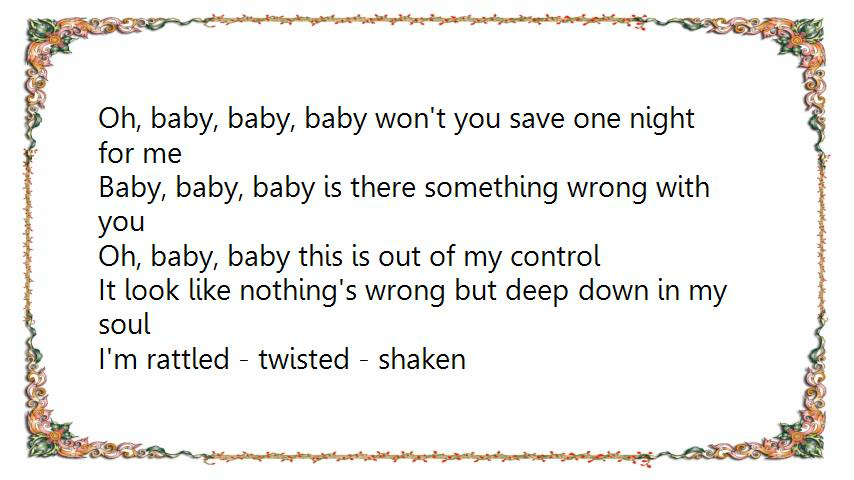 Oh, baby, baby, baby won't you save one night
for me
Baby, baby, baby is there something wrong with
you
Oh, baby, baby this is out of my control
It look like nothing's wrong but deep down in my
soul
I'm rattled - twisted - shaken